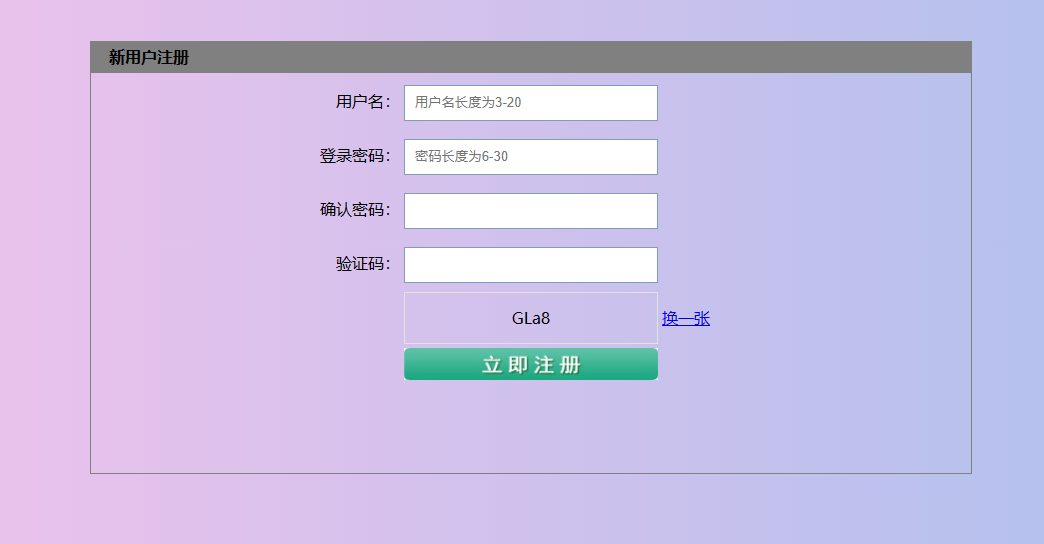 新用户注册
用户名：
用户名长度为3-20
登录密码：
密码长度为6-30
确认密码：
验证码：
GLa8 换一张
立即注册